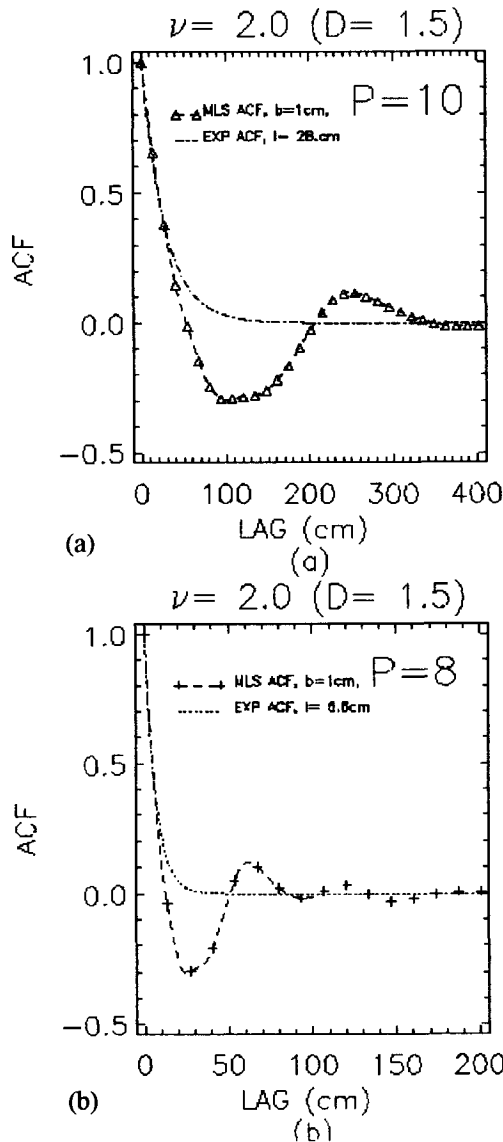 ν= 2.0 (D= 1.5)
1.0
0.5
0.0
−0.5
ACF
MLS ACF, b=1cm,
EXP ACF, l= 28.cm
P=10
0 100 200 300 400
LAG (cm)
(a)
(a)
ν= 2.0 (D= 1.5)
1.0
0.5
0.0
−0.5
ACF
MLS ACF, b=1cm,
EXP ACF, l= 6.6cm
P=8
0 50 100 150 200
LAG (cm)
(b)
(b)